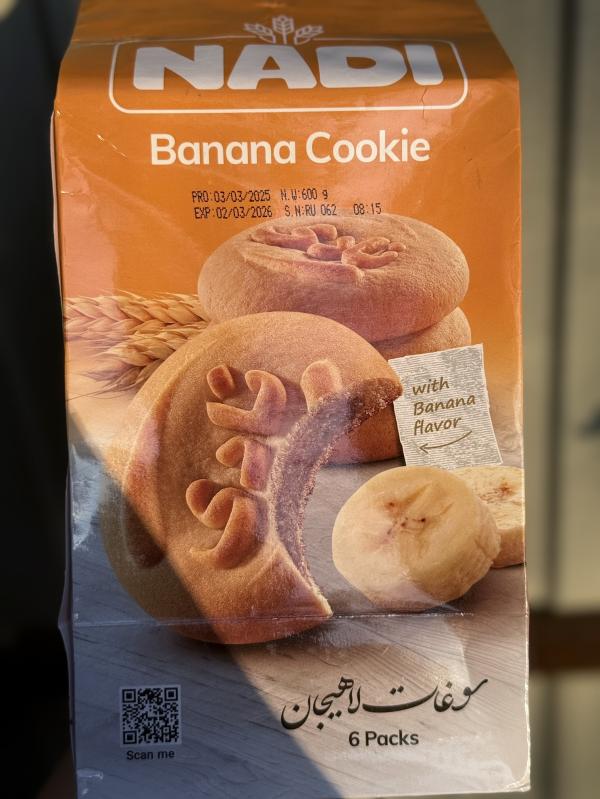 NADI
Banana Cookie
PRO:03/03/2025 N.W:600 g
EXP:02/03/2026 S.N:RU 062 08:15
with
Banana
flavor
سوغات لاهیجان
6 Packs
Scan me